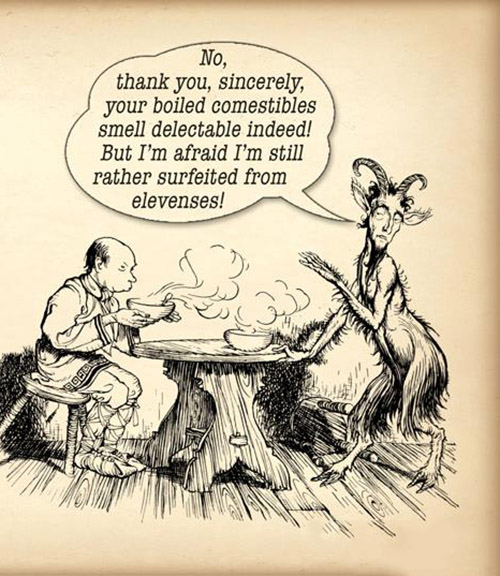 No,
thank you, sincerely,
your boiled comestibles
smell delectable indeed!
But I'm afraid I'm still
rather surfeited from
elevenses!